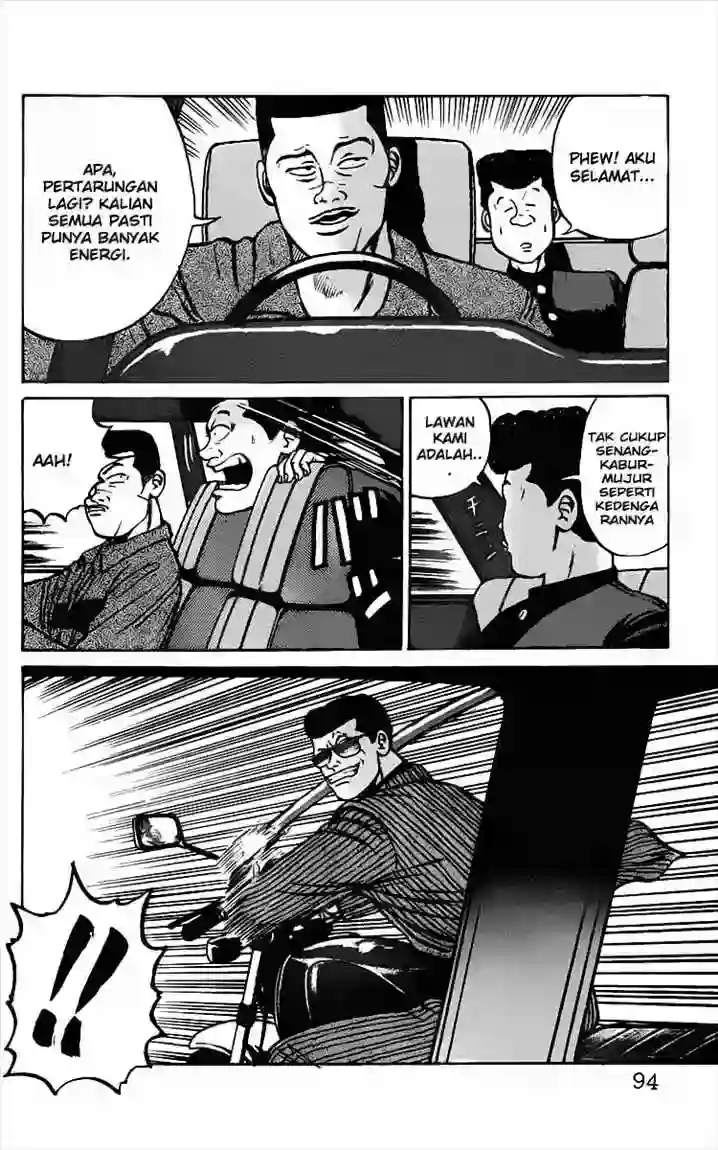 APA,
PERTARUNGAN
LAGI? KALIAN
SEMUA PASTI
PUNYA BANYAK
ENERGI.
PHEW! AKU
SELAMAT...
AAH!
LAWAN
KAMI
ADALAH..
TAK CUKUP
SENANG-
KABUR-
MUJUR
SEPERTI
KEDENGA
RANNYA
!!
94